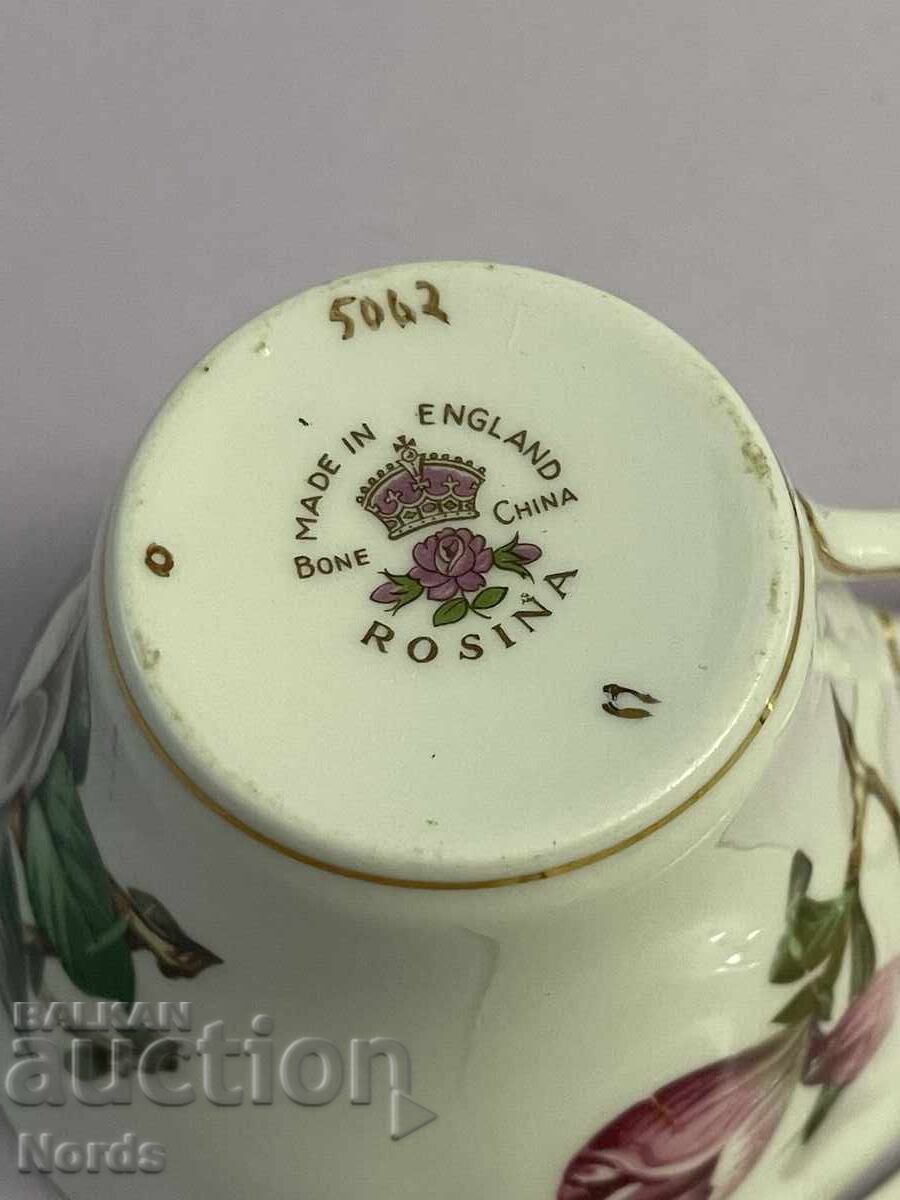 5062
MADE IN ENGLAND
BONE CHINA
ROSINA
BALKAN
auction
Nords